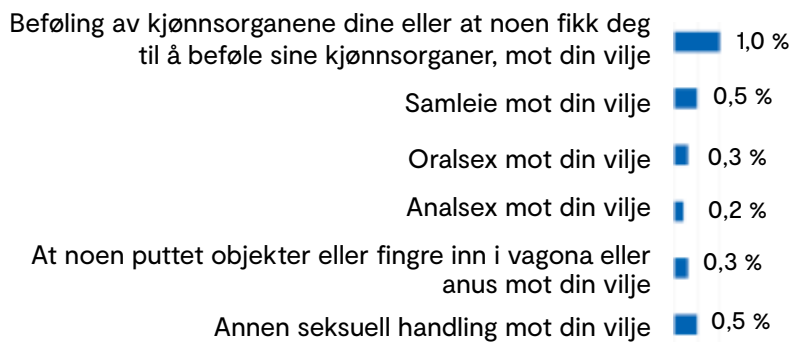 Beføling av kjønnsorganene dine eller at noen fikk deg
til å beføle sine kjønnsorganer, mot din vilje
1,0 %
Samleie mot din vilje
0,5 %
Oralsex mot din vilje
0,3 %
Analsex mot din vilje
0,2 %
At noen puttet objekter eller fingre inn i vagona eller
anus mot din vilje
0,3 %
Annen seksuell handling mot din vilje
0,5 %